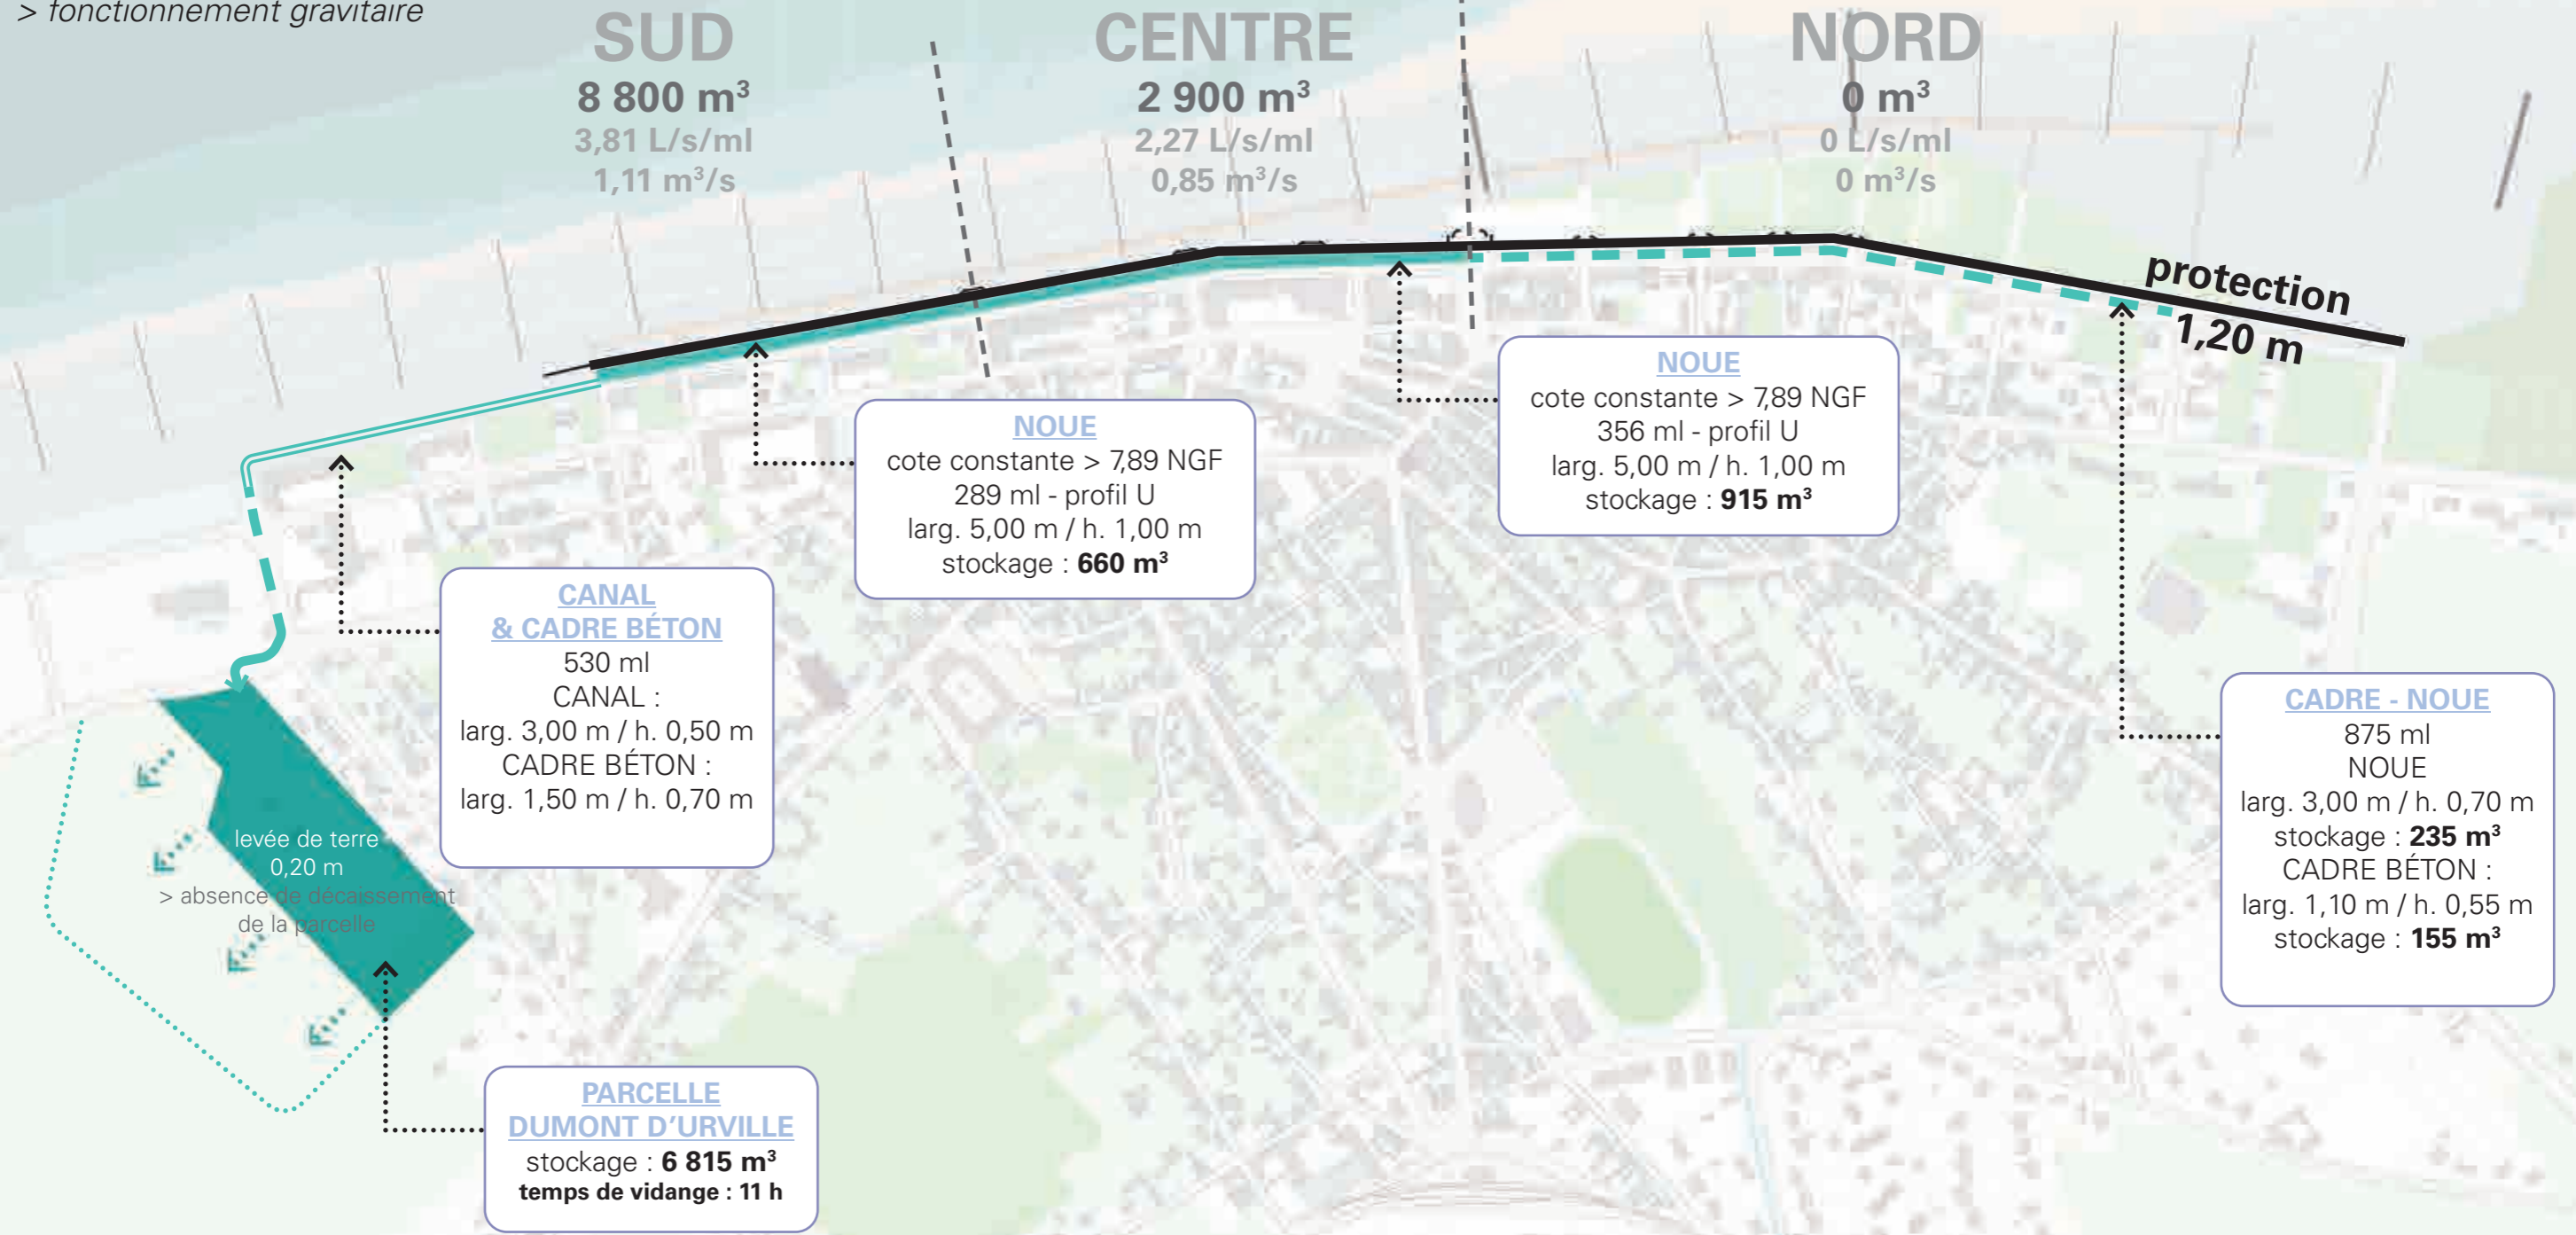 > fonctionnement gravitaire
SUD
8 800 m³
3,81 L/s/ml
1,11 m³/s
CENTRE
2 900 m³
2,27 L/s/ml
0,85 m³/s
NORD
0 m³
0 L/s/ml
0 m³/s
protection
1,20 m
NOUE
cote constante > 7,89 NGF
356 ml - profil U
larg. 5,00 m / h. 1,00 m
stockage : 915 m³
NOUE
cote constante > 7,89 NGF
289 ml - profil U
larg. 5,00 m / h. 1,00 m
stockage : 660 m³
CANAL
& CADRE BÉTON
530 ml
CANAL :
larg. 3,00 m / h. 0,50 m
CADRE BÉTON :
larg. 1,50 m / h. 0,70 m
CADRE - NOUE
875 ml
NOUE
larg. 3,00 m / h. 0,70 m
stockage : 235 m³
CADRE BÉTON :
larg. 1,10 m / h. 0,55 m
stockage : 155 m³
levée de terre
0,20 m
> absence de décaissement
de la parcelle
PARCELLE
DUMONT D'URVILLE
stockage : 6 815 m³
temps de vidange : 11 h